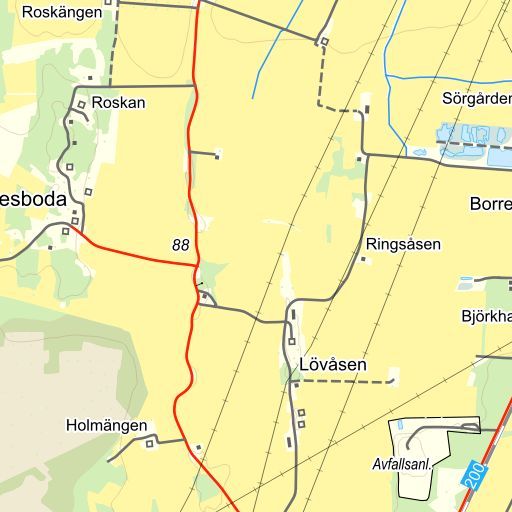 Roskängen
Roskan
Sörgården
esboda
Borre
88
Ringsåsen
Björkha
Lövåsen
Holmängen
Avfallsanl.
200